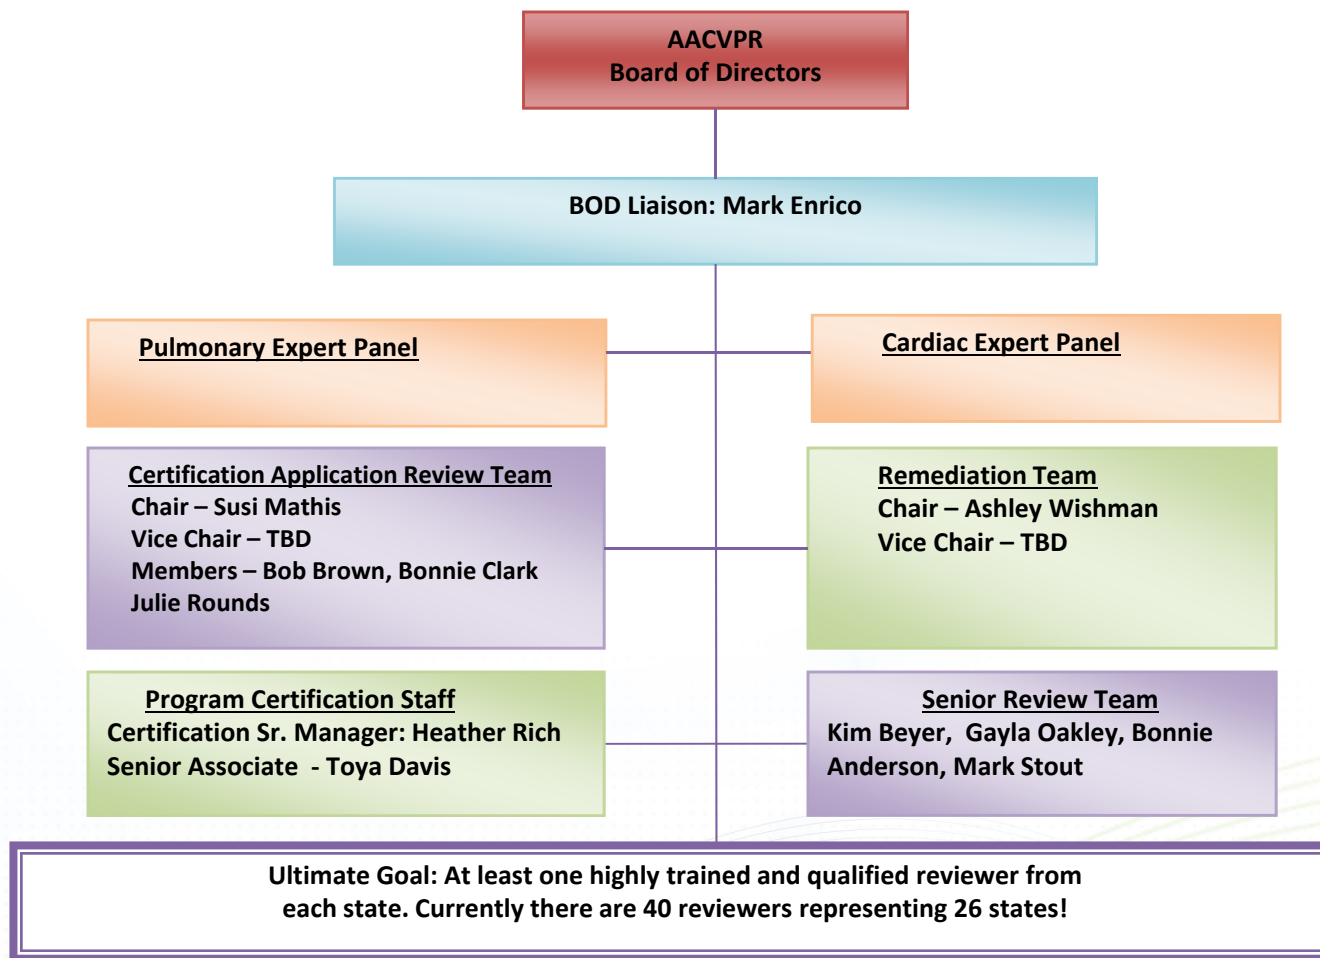 AACVPR
Board of Directors
BOD Liaison: Mark Enrico
Pulmonary Expert Panel
Cardiac Expert Panel
Certification Application Review Team
Chair – Susi Mathis
Vice Chair – TBD
Members – Bob Brown, Bonnie Clark
Julie Rounds
Remediation Team
Chair – Ashley Wishman
Vice Chair – TBD
Program Certification Staff
Certification Sr. Manager: Heather Rich
Senior Associate - Toya Davis
Senior Review Team
Kim Beyer, Gayla Oakley, Bonnie
Anderson, Mark Stout
Ultimate Goal: At least one highly trained and qualified reviewer from
each state. Currently there are 40 reviewers representing 26 states!